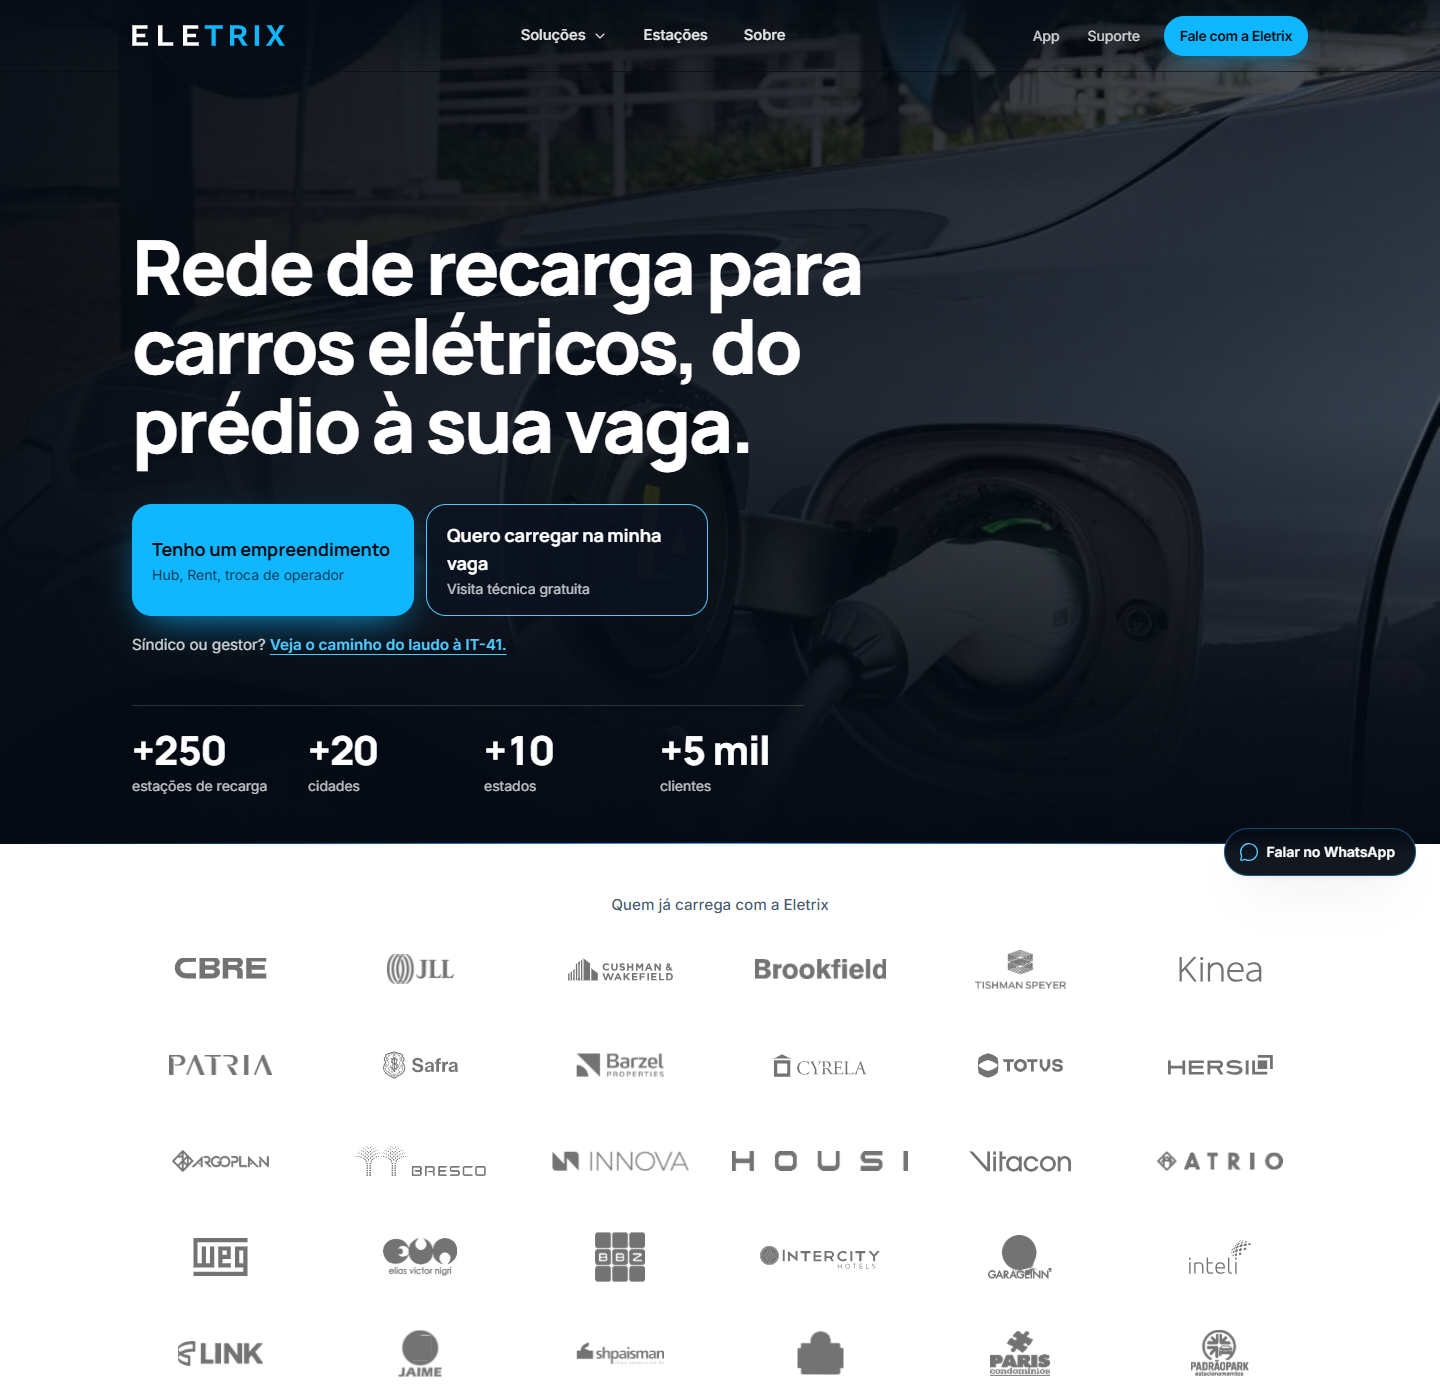 ELETRIX
Soluções
Estações
Sobre
App
Suporte
Fale com a Eletrix
Rede de recarga para
carros elétricos, do
prédio à sua vaga.
Tenho um empreendimento
Hub, Rent, troca de operador
Quero carregar na minha
vaga
Visita técnica gratuita
Síndico ou gestor? Veja o caminho do laudo à IT-41.
+250
estações de recarga
+20
cidades
+10
estados
+5 mil
clientes
Falar no WhatsApp
Quem já carrega com a Eletrix
CBRE
JLL
CUSHMAN &
WAKEFIELD
Brookfield
TISHMAN SPEYER
Kinea
PATRIA
Safra
Barzel
PROPERTIES
CYRELA
TOTVS
HERSIL
ARGOPLAN
BRESCO
INNOVA
HOUSI
Vitacon
ATRIO
WEG
elias victor nigri
BBZ
INTERCITY
HOTELS
GARAGEINN
inteli
LINK
JAIME
shpaisman
PARIS
condomínios
PADRÃOPARK
estacionamentos